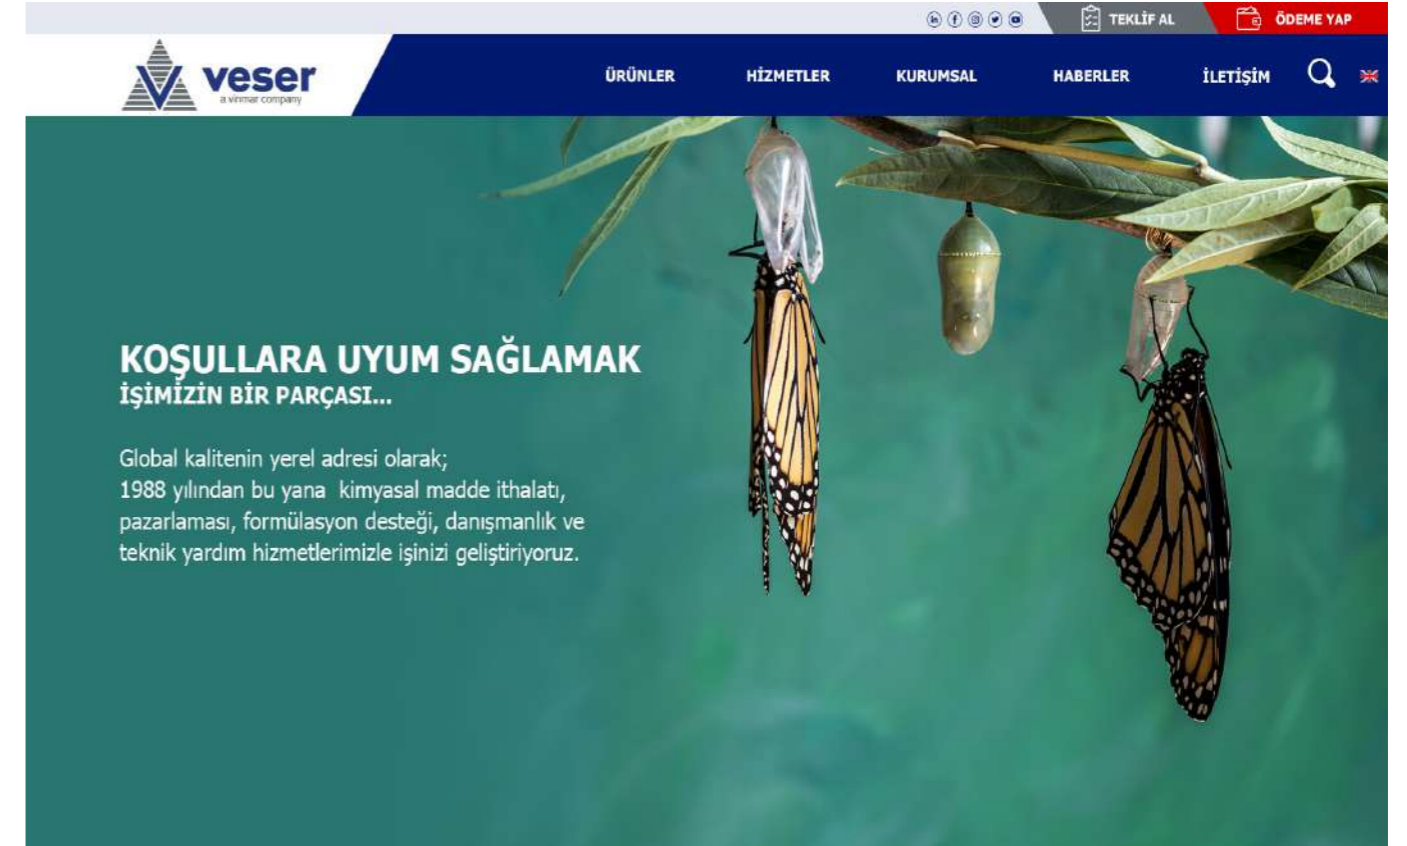 TEKLİF AL
ÖDEME YAP
veser
a vinmar company
ÜRÜNLER
HİZMETLER
KURUMSAL
HABERLER
İLETİŞİM
KOŞULLARA UYUM SAĞLAMAK
İŞİMİZİN BİR PARÇASI...
Global kalitenin yerel adresi olarak;
1988 yılından bu yana kimyasal madde ithalatı,
pazarlaması, formülasyon desteği, danışmanlık ve
teknik yardım hizmetlerimizle işinizi geliştiriyoruz.